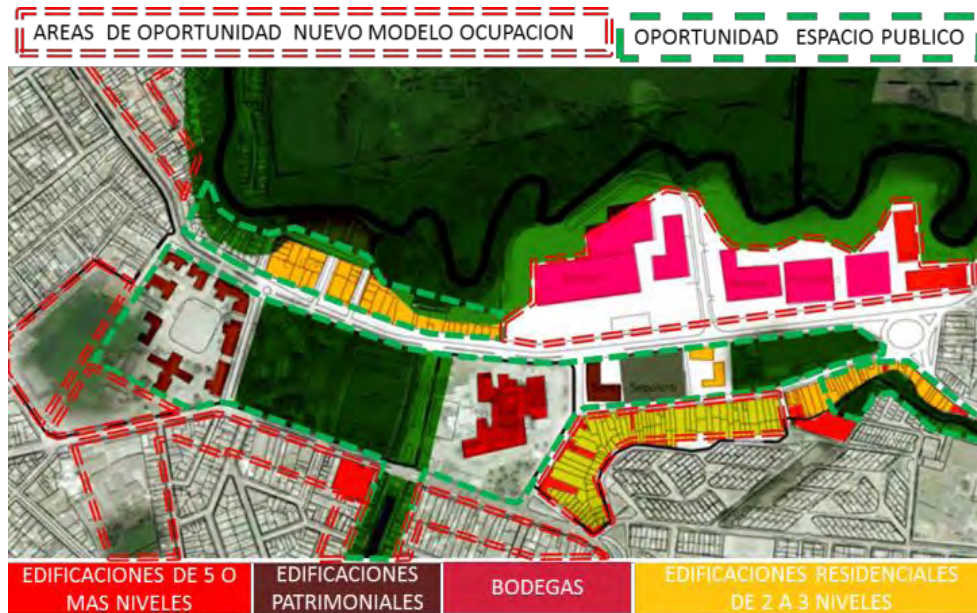 AREAS DE OPORTUNIDAD NUEVO MODELO OCUPACION
OPORTUNIDAD ESPACIO PUBLICO
Sepulcro
EDIFICACIONES DE 5 O
MAS NIVELES
EDIFICACIONES
PATRIMONIALES
BODEGAS
EDIFICACIONES RESIDENCIALES
DE 2 A 3 NIVELES